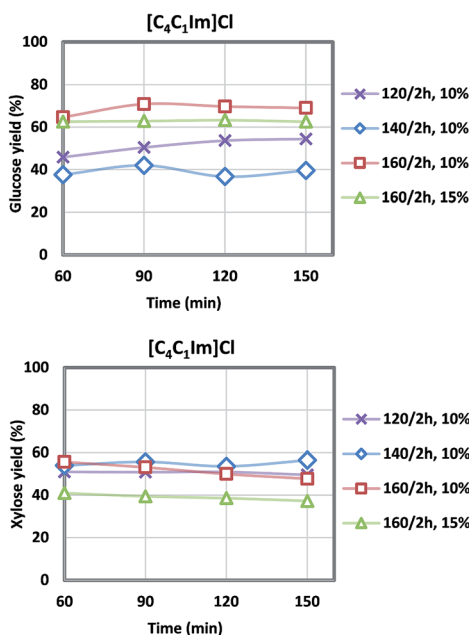 [C₄C₁Im]Cl
100
80
60
40
20
0
Glucose yield (%)
60 90 120 150
Time (min)
120/2h, 10%
140/2h, 10%
160/2h, 10%
160/2h, 15%
[C₄C₁Im]Cl
100
80
60
40
20
0
Xylose yield (%)
60 90 120 150
Time (min)
120/2h, 10%
140/2h, 10%
160/2h, 10%
160/2h, 15%